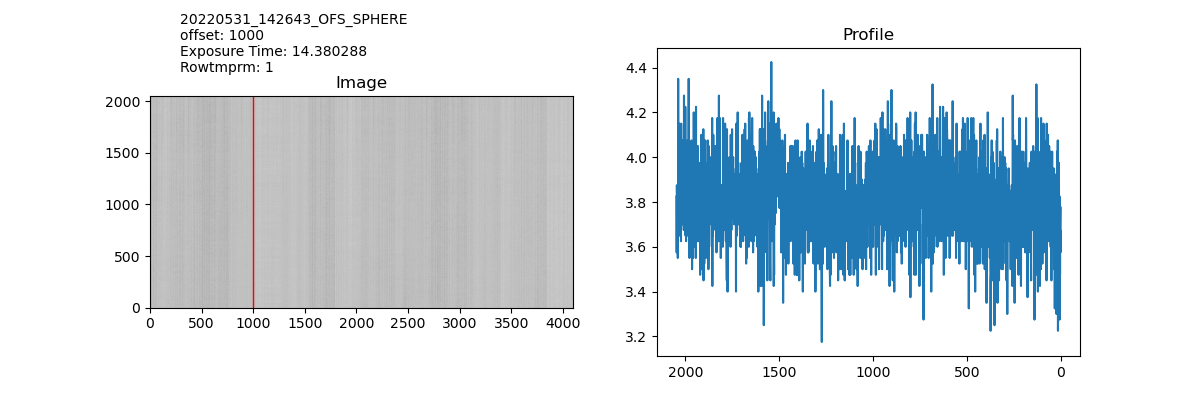 20220531_142643_OFS_SPHERE
offset: 1000
Exposure Time: 14.380288
Rowtmprm: 1
Image
2000
1500
1000
500
0
0 500 1000 1500 2000 2500 3000 3500 4000
Profile
4.4
4.2
4.0
3.8
3.6
3.4
3.2
2000 1500 1000 500 0